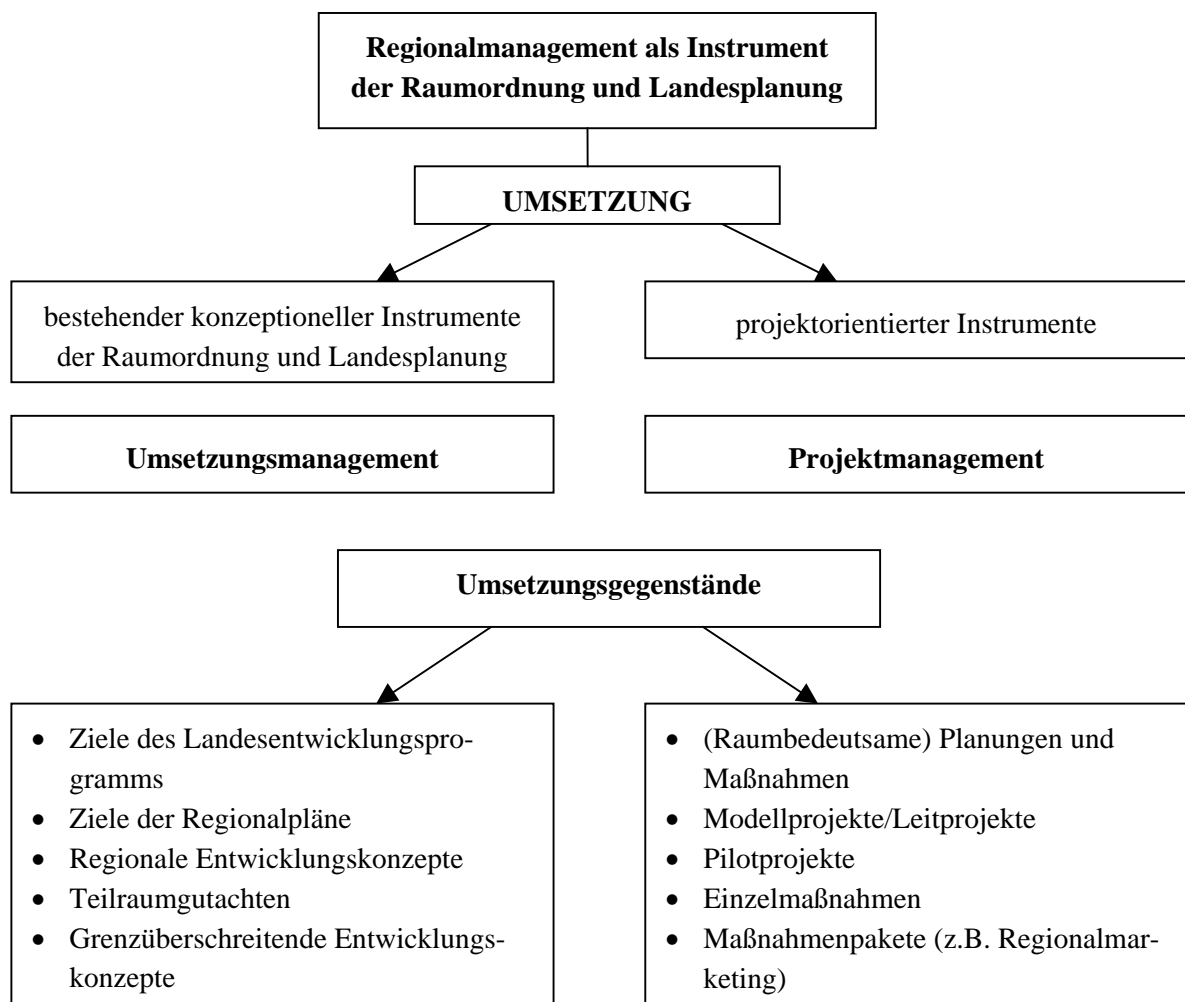 Regionalmanagement als Instrument
der Raumordnung und Landesplanung
UMSETZUNG
bestehender konzeptioneller Instrumente
der Raumordnung und Landesplanung
projektorientierter Instrumente
Umsetzungsmanagement
Projektmanagement
Umsetzungsgegenstände
• Ziele des Landesentwicklungspro-
gramms
• Ziele der Regionalpläne
• Regionale Entwicklungskonzepte
• Teilraumgutachten
• Grenzüberschreitende Entwicklungs-
konzepte
• (Raumbedeutsame) Planungen und
Maßnahmen
• Modellprojekte/Leitprojekte
• Pilotprojekte
• Einzelmaßnahmen
• Maßnahmenpakete (z.B. Regionalmar-
keting)